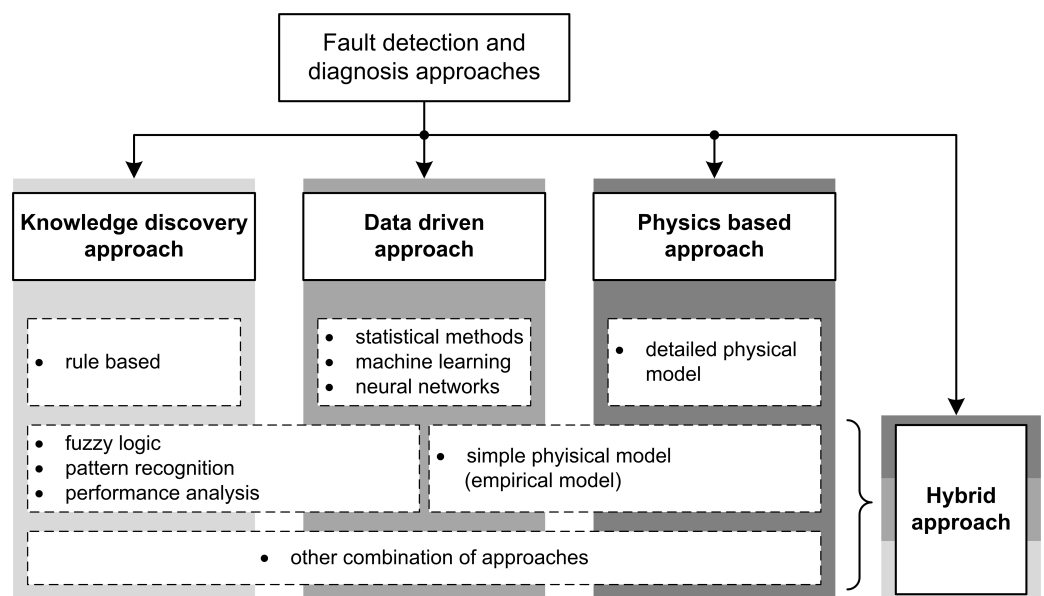 Fault detection and
diagnosis approaches
Knowledge discovery
approach
Data driven
approach
Physics based
approach
• rule based
• statistical methods
• machine learning
• neural networks
• detailed physical
model
• fuzzy logic
• pattern recognition
• performance analysis
• simple phyisical model
(empirical model)
• other combination of approaches
Hybrid
approach